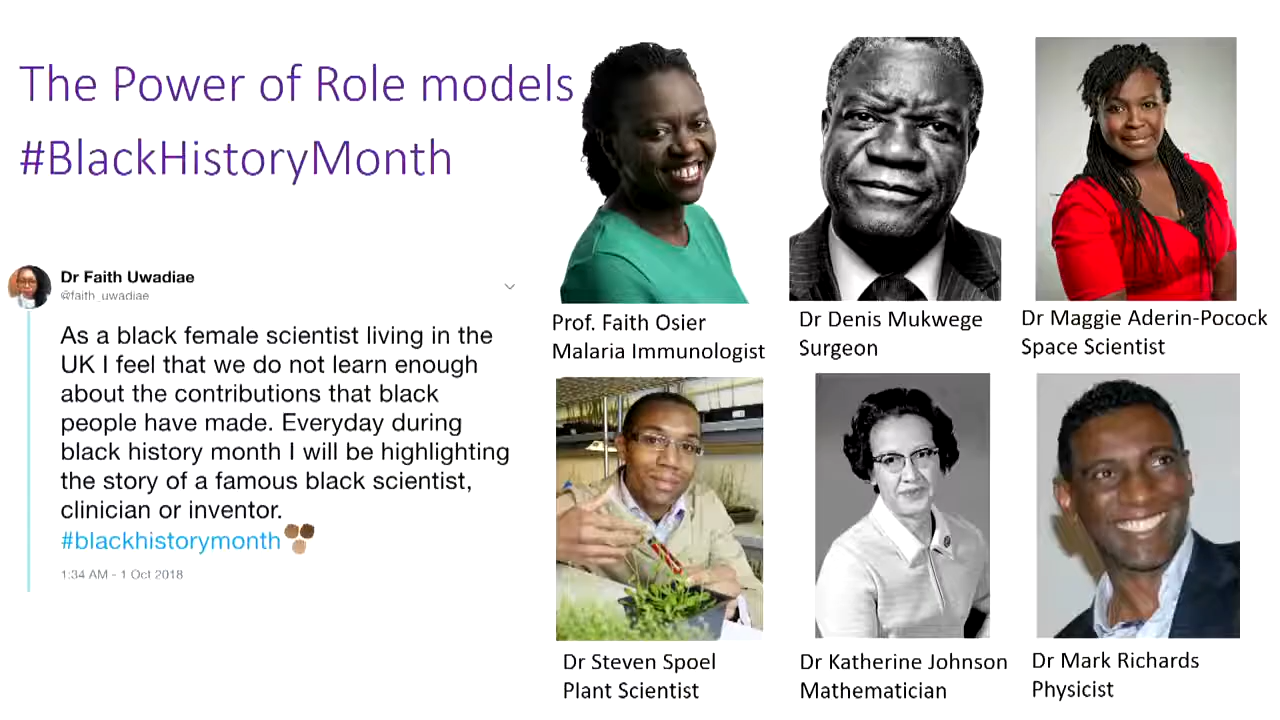 The Power of Role models
#BlackHistoryMonth
Dr Faith Uwadiae
@faith_uwadiae
As a black female scientist living in the
UK I feel that we do not learn enough
about the contributions that black
people have made. Everyday during
black history month I will be highlighting
the story of a famous black scientist,
clinician or inventor.
#blackhistorymonth
1:34 AM - 1 Oct 2018
Prof. Faith Osier
Malaria Immunologist
Dr Denis Mukwege
Surgeon
Dr Maggie Aderin-Pocock
Space Scientist
Dr Steven Spoel
Plant Scientist
Dr Katherine Johnson
Mathematician
Dr Mark Richards
Physicist